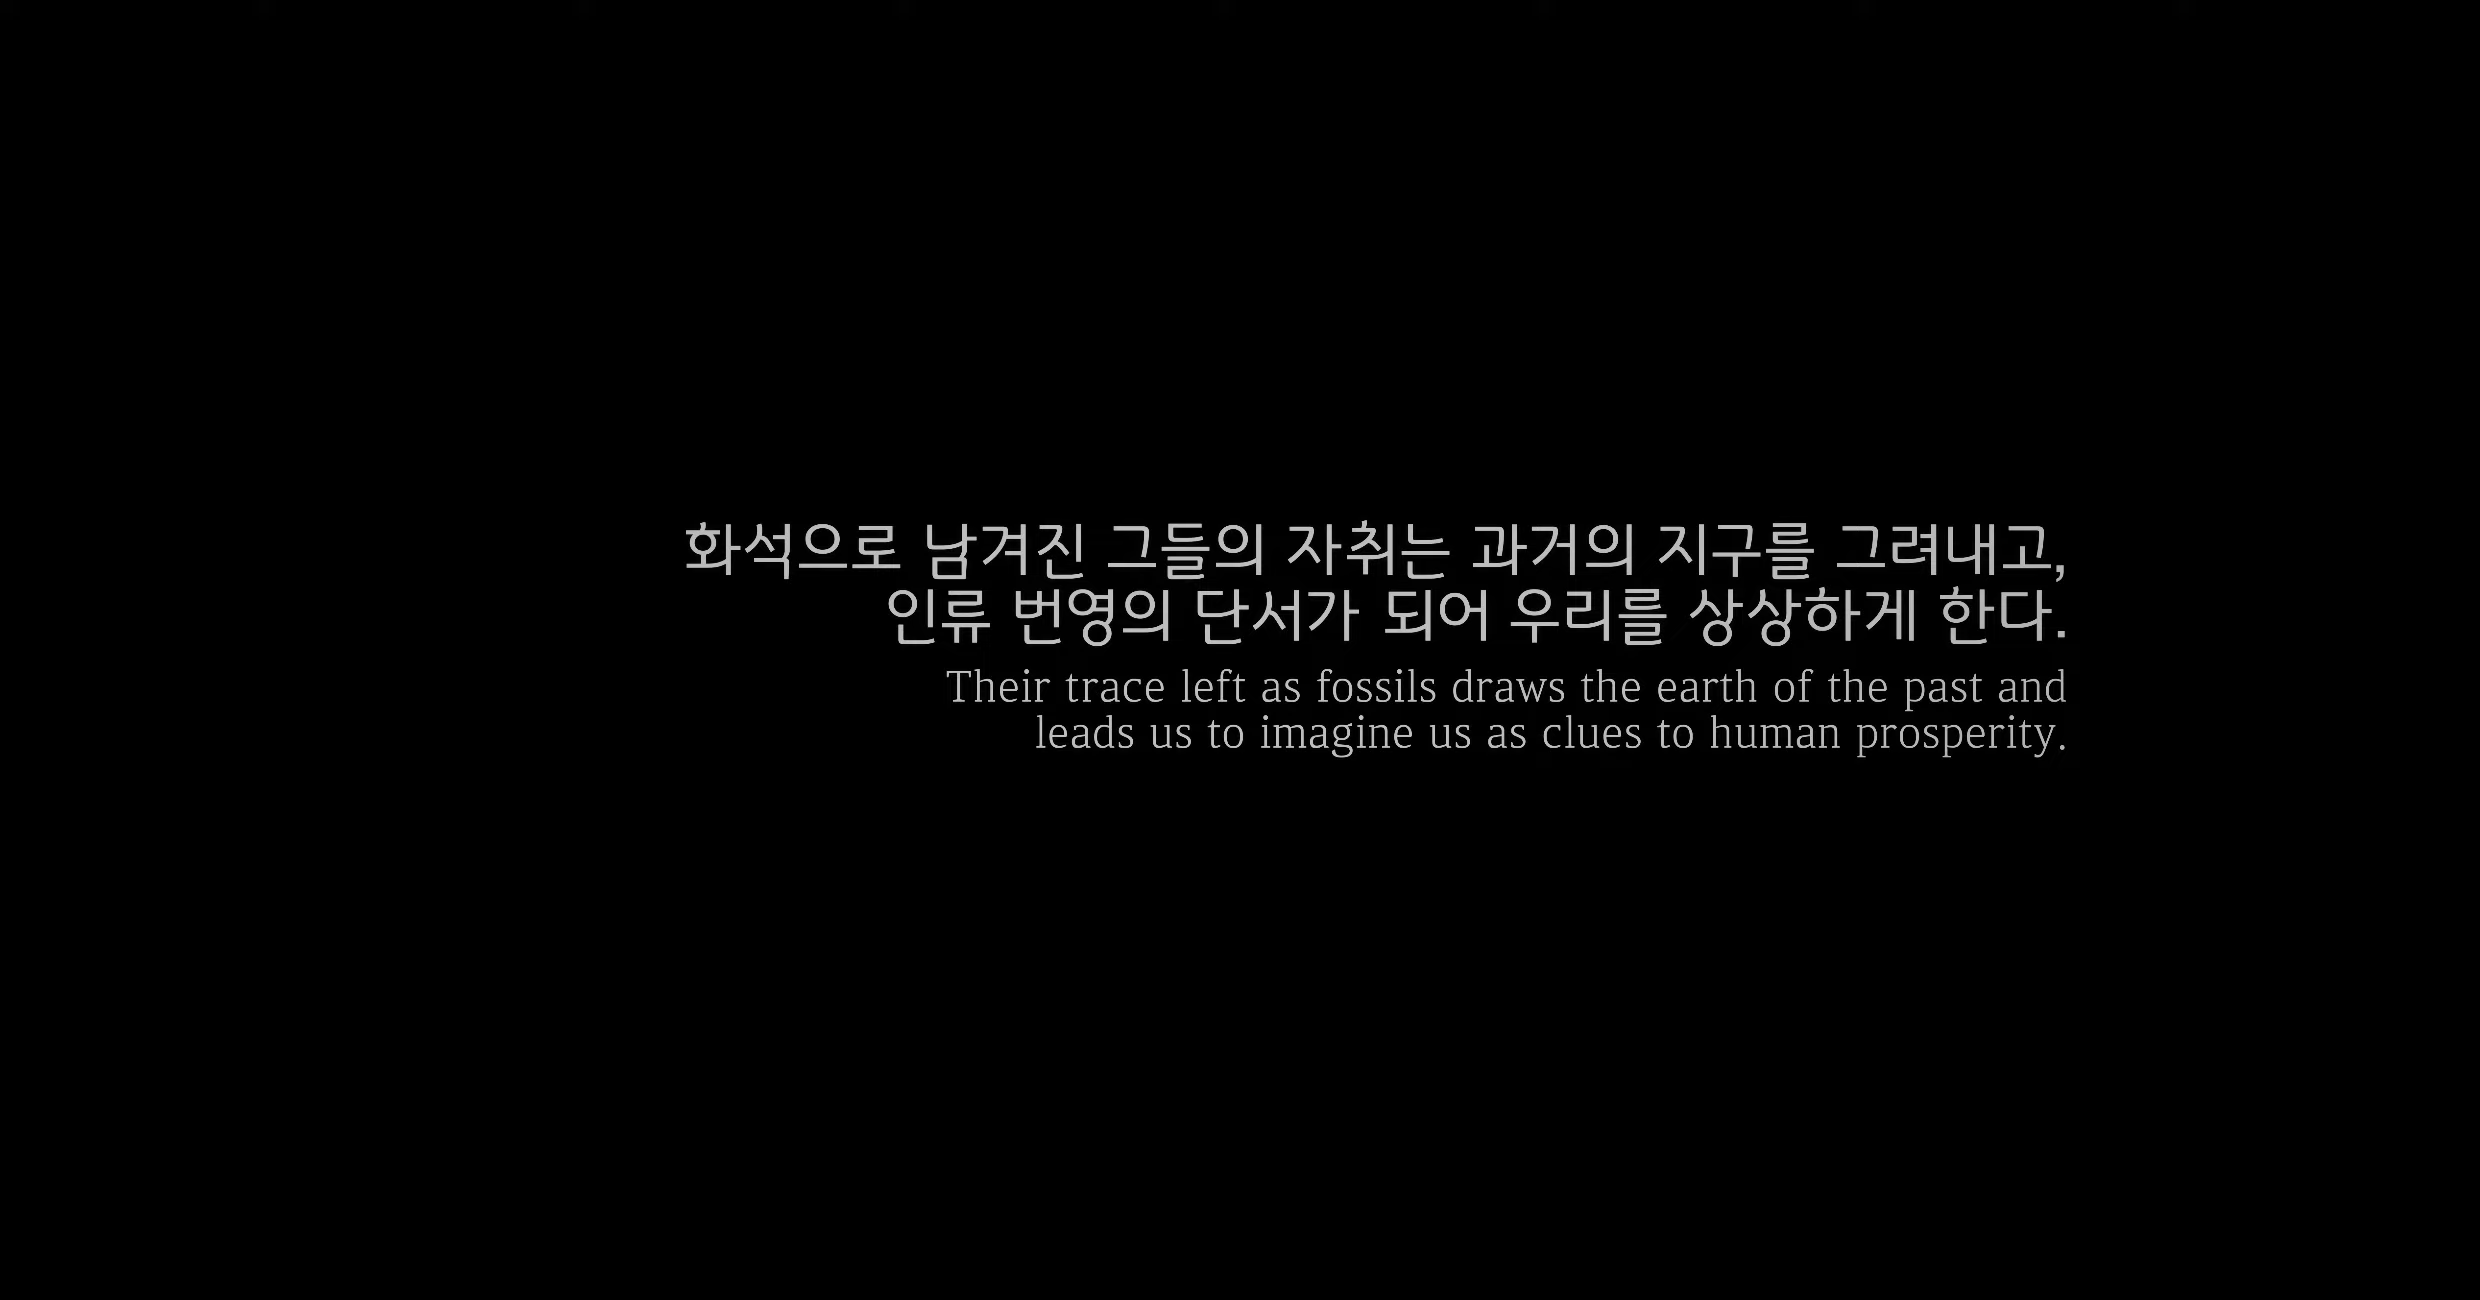 화석으로 남겨진 그들의 자취는 과거의 지구를 그려내고,
인류 번영의 단서가 되어 우리를 상상하게 한다.
Their trace left as fossils draws the earth of the past and
leads us to imagine us as clues to human prosperity.